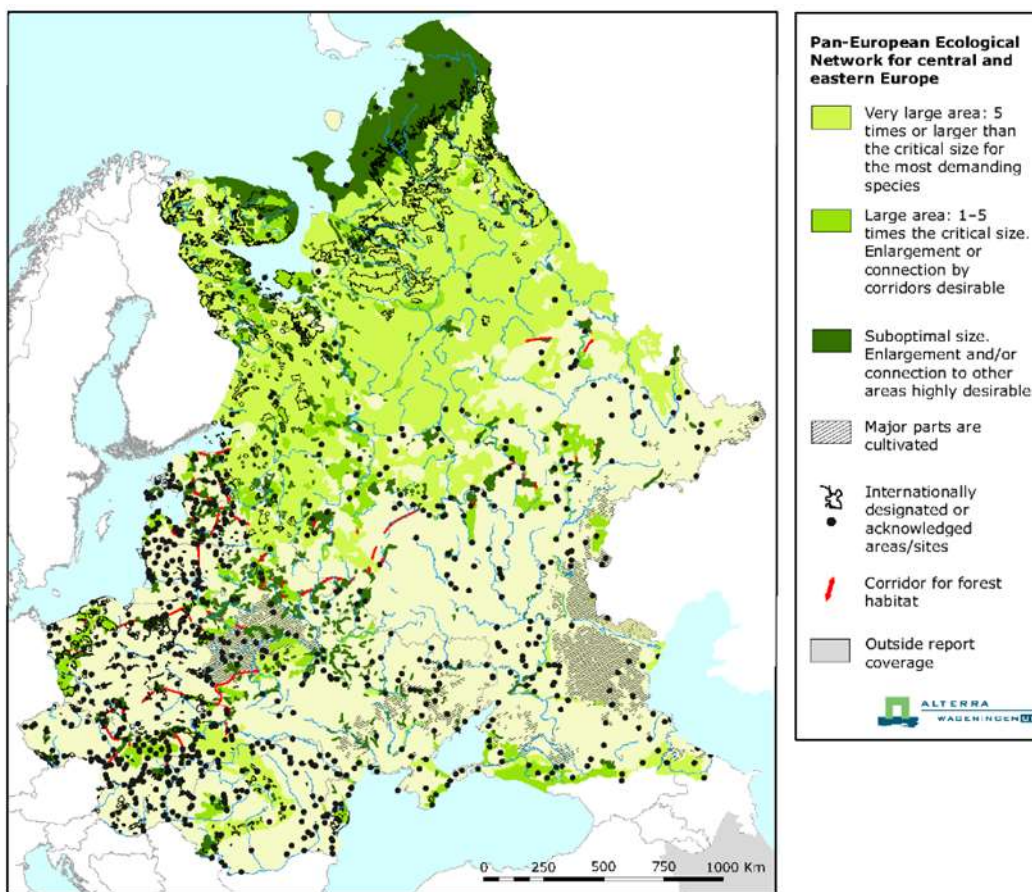 Pan-European Ecological
Network for central and
eastern Europe
Very large area: 5
times or larger than
the critical size for
the most demanding
species
Large area: 1–5
times the critical size.
Enlargement or
connection by
corridors desirable
Suboptimal size.
Enlargement and/or
connection to other
areas highly desirable
Major parts are
cultivated
Internationally
designated or
acknowledged
areas/sites
Corridor for forest
habitat
Outside report
coverage
ALTERRA
WAGENINGEN UR
0 250 500 750 1000 Km